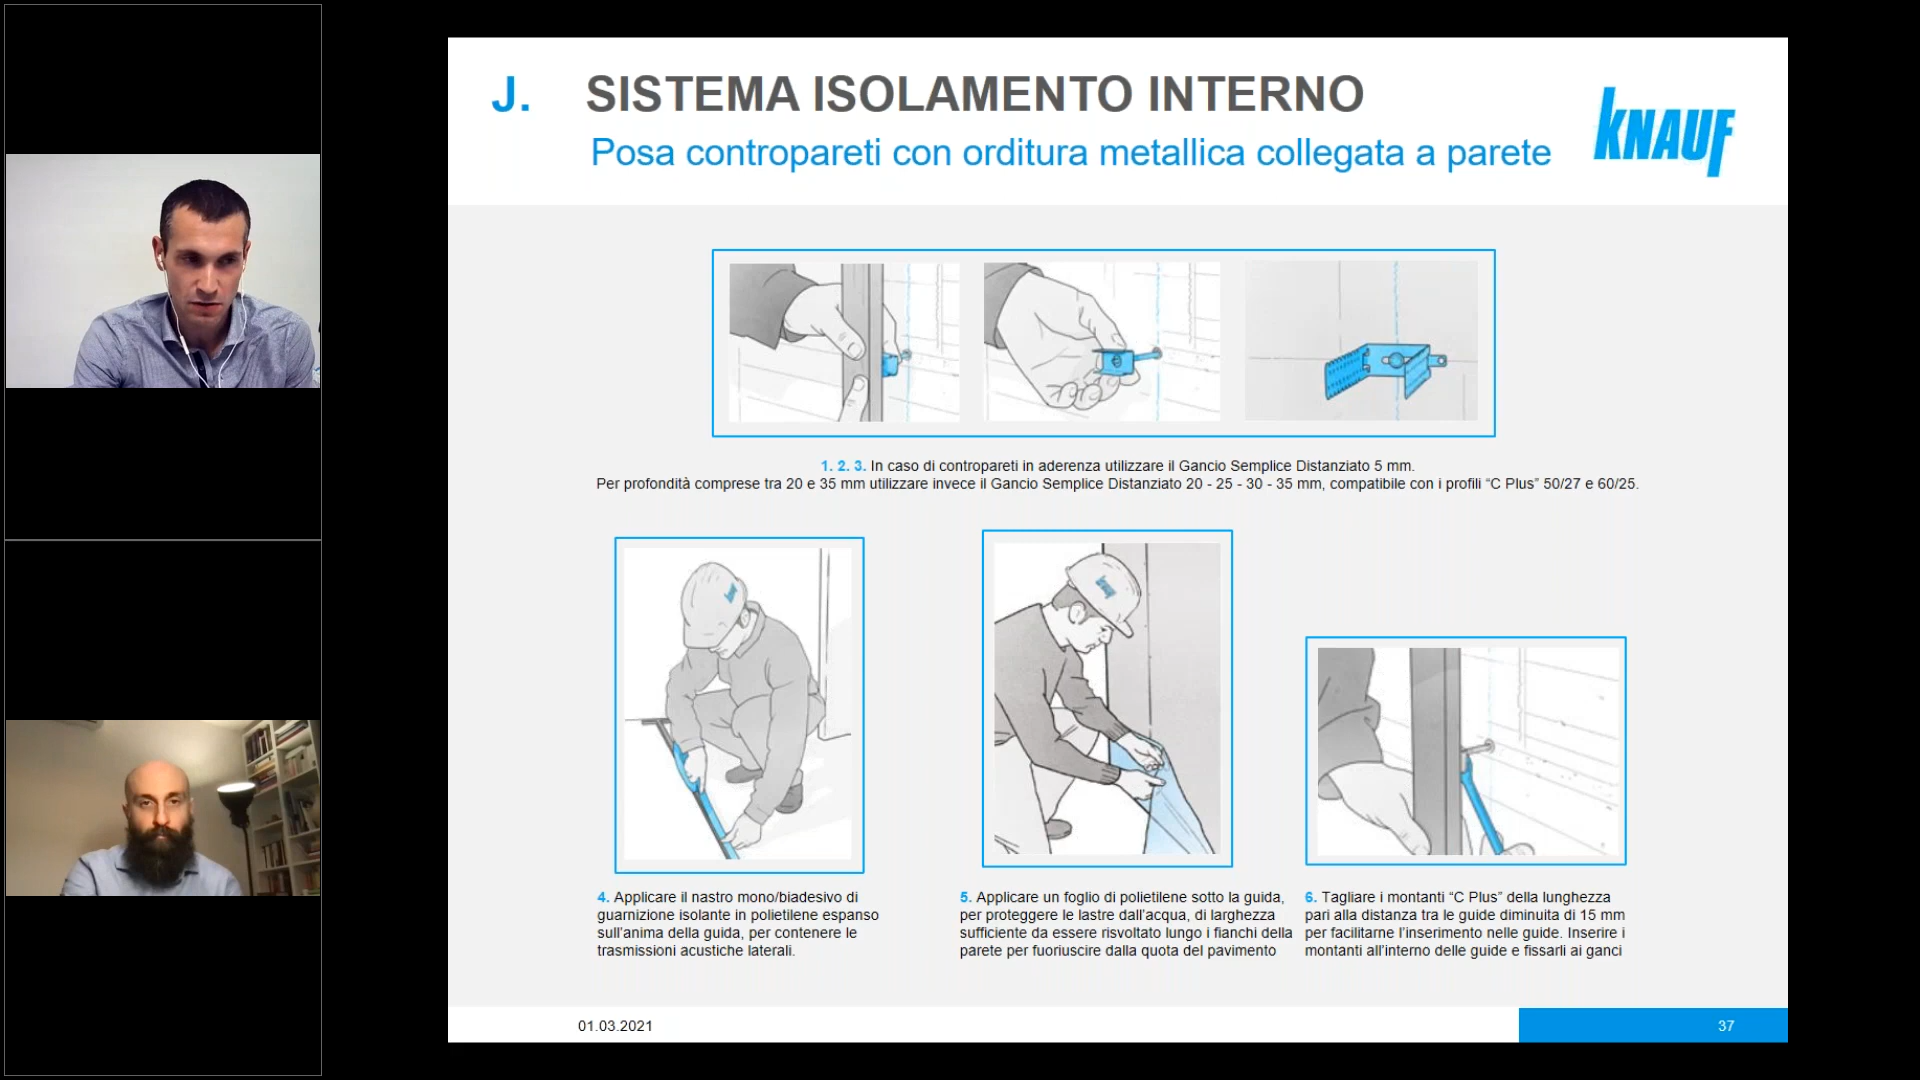 J. SISTEMA ISOLAMENTO INTERNO
Posa contropareti con orditura metallica collegata a parete
KNAUF
1. 2. 3. In caso di contropareti in aderenza utilizzare il Gancio Semplice Distanziato 5 mm.
Per profondità comprese tra 20 e 35 mm utilizzare invece il Gancio Semplice Distanziato 20 - 25 - 30 - 35 mm, compatibile con i profili “C Plus” 50/27 e 60/25.
4. Applicare il nastro mono/biadesivo di
guarnizione isolante in polietilene espanso
sull’anima della guida, per contenere le
trasmissioni acustiche laterali.
5. Applicare un foglio di polietilene sotto la guida,
per proteggere le lastre dall’acqua, di larghezza
sufficiente da essere risvoltato lungo i fianchi della
parete per fuoriuscire dalla quota del pavimento
6. Tagliare i montanti “C Plus” della lunghezza
pari alla distanza tra le guide diminuita di 15 mm
per facilitarne l’inserimento nelle guide. Inserire i
montanti all’interno delle guide e fissarli ai ganci
01.03.2021
37